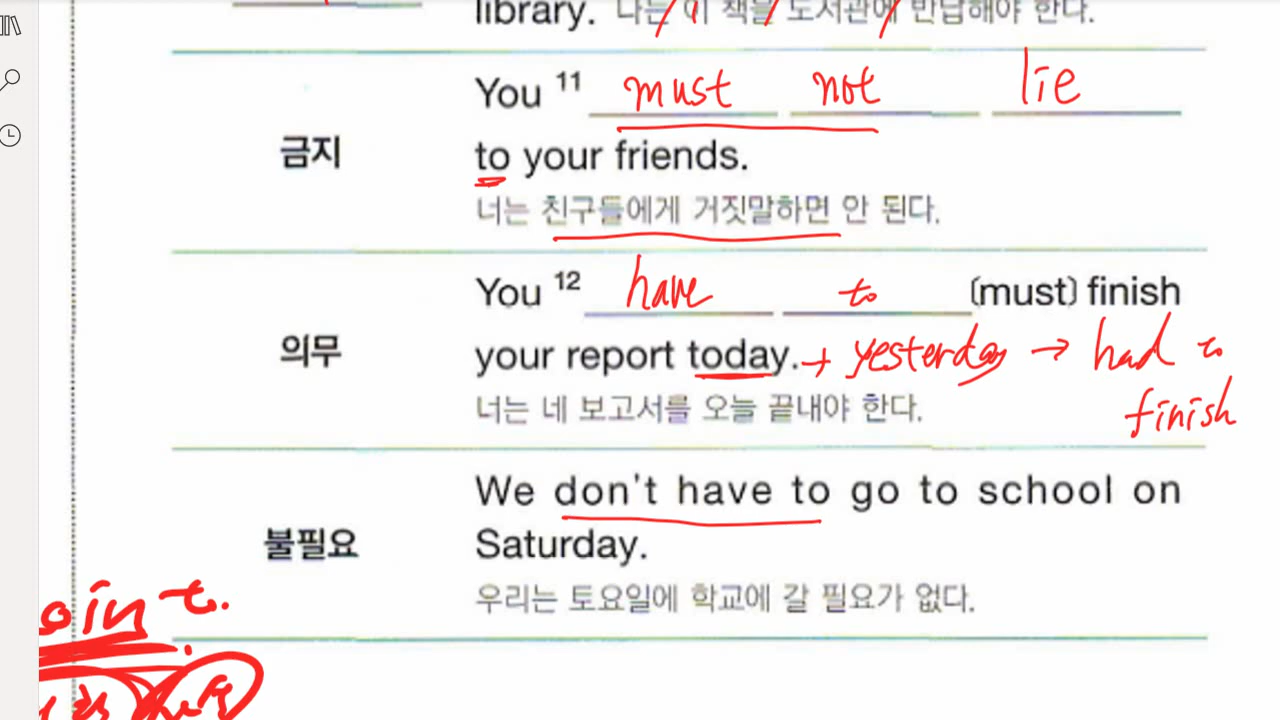 library. 나는 이 책을 도서관에 반납해야 한다.
You 11 must not lie
금지
to your friends.
너는 친구들에게 거짓말하면 안 된다.
You 12 have to (must) finish
의무
your report today. + yesterday → had to
finish
너는 네 보고서를 오늘 끝내야 한다.
We don't have to go to school on
불필요
Saturday.
우리는 토요일에 학교에 갈 필요가 없다.
oint.